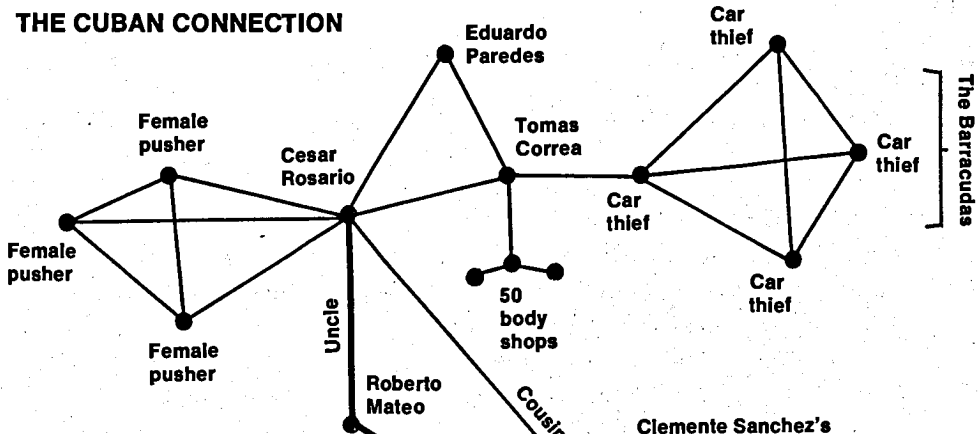 THE CUBAN CONNECTION
Eduardo
Paredes
Car
thief
Female
pusher
Cesar
Rosario
Tomas
Correa
Car
thief
The Barracudas
Car
thief
Female
pusher
Car
thief
50
body
shops
Female
pusher
Uncle
Roberto
Mateo
Cousin
Clemente Sanchez's